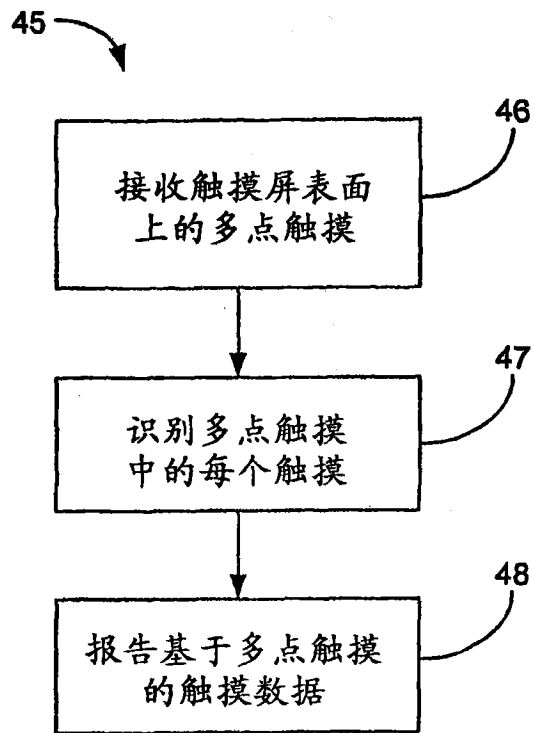 45
46
接收触摸屏表面
上的多点触摸
47
识别多点触摸
中的每个触摸
48
报告基于多点触摸
的触摸数据